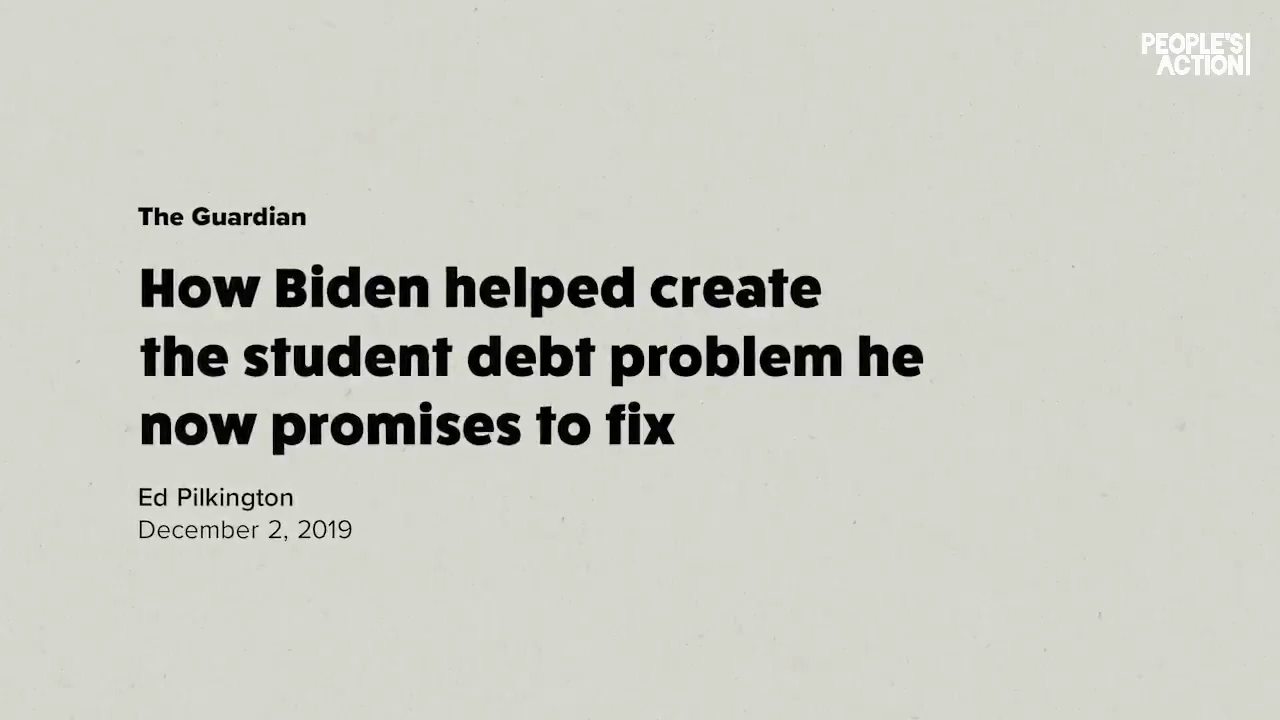 PEOPLE'S
ACTION
The Guardian
How Biden helped create
the student debt problem he
now promises to fix
Ed Pilkington
December 2, 2019